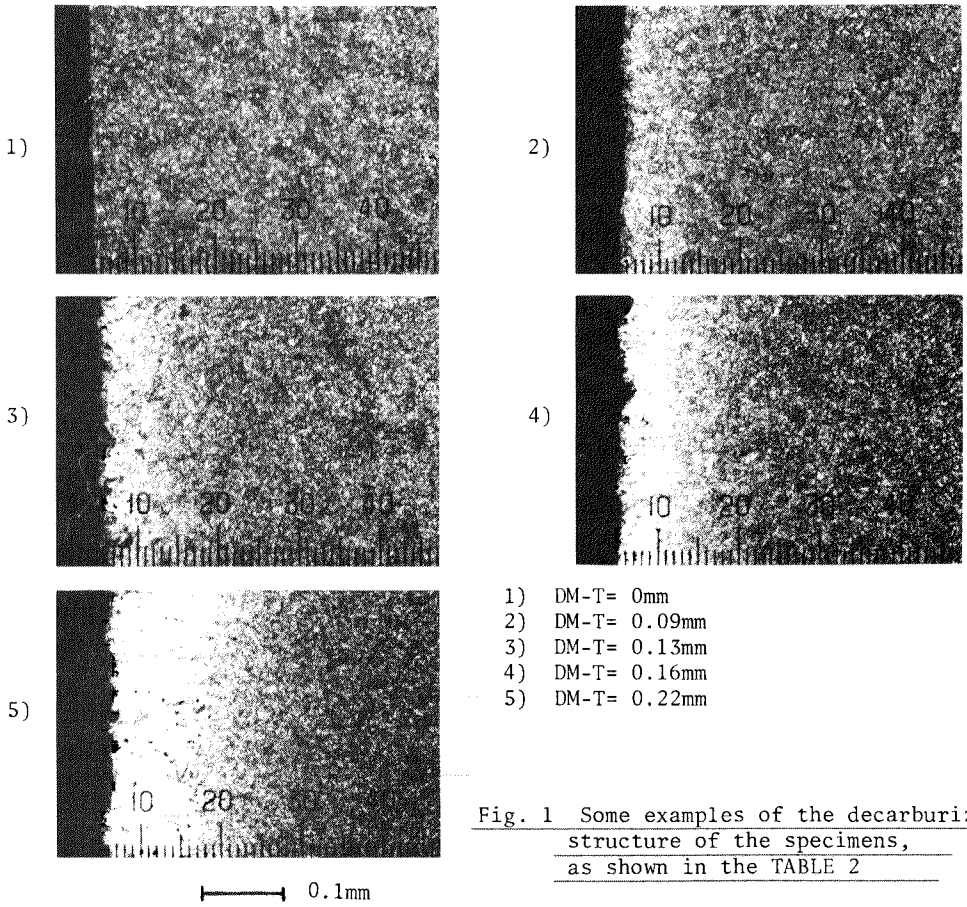 1)
10 20 30 40
2)
10 20 30 40
3)
10 20 30 40
4)
10 20 30 40
5)
10 20
0.1mm
1) DM-T= 0mm
2) DM-T= 0.09mm
3) DM-T= 0.13mm
4) DM-T= 0.16mm
5) DM-T= 0.22mm
Fig. 1 Some examples of the decarburiz
structure of the specimens,
as shown in the TABLE 2